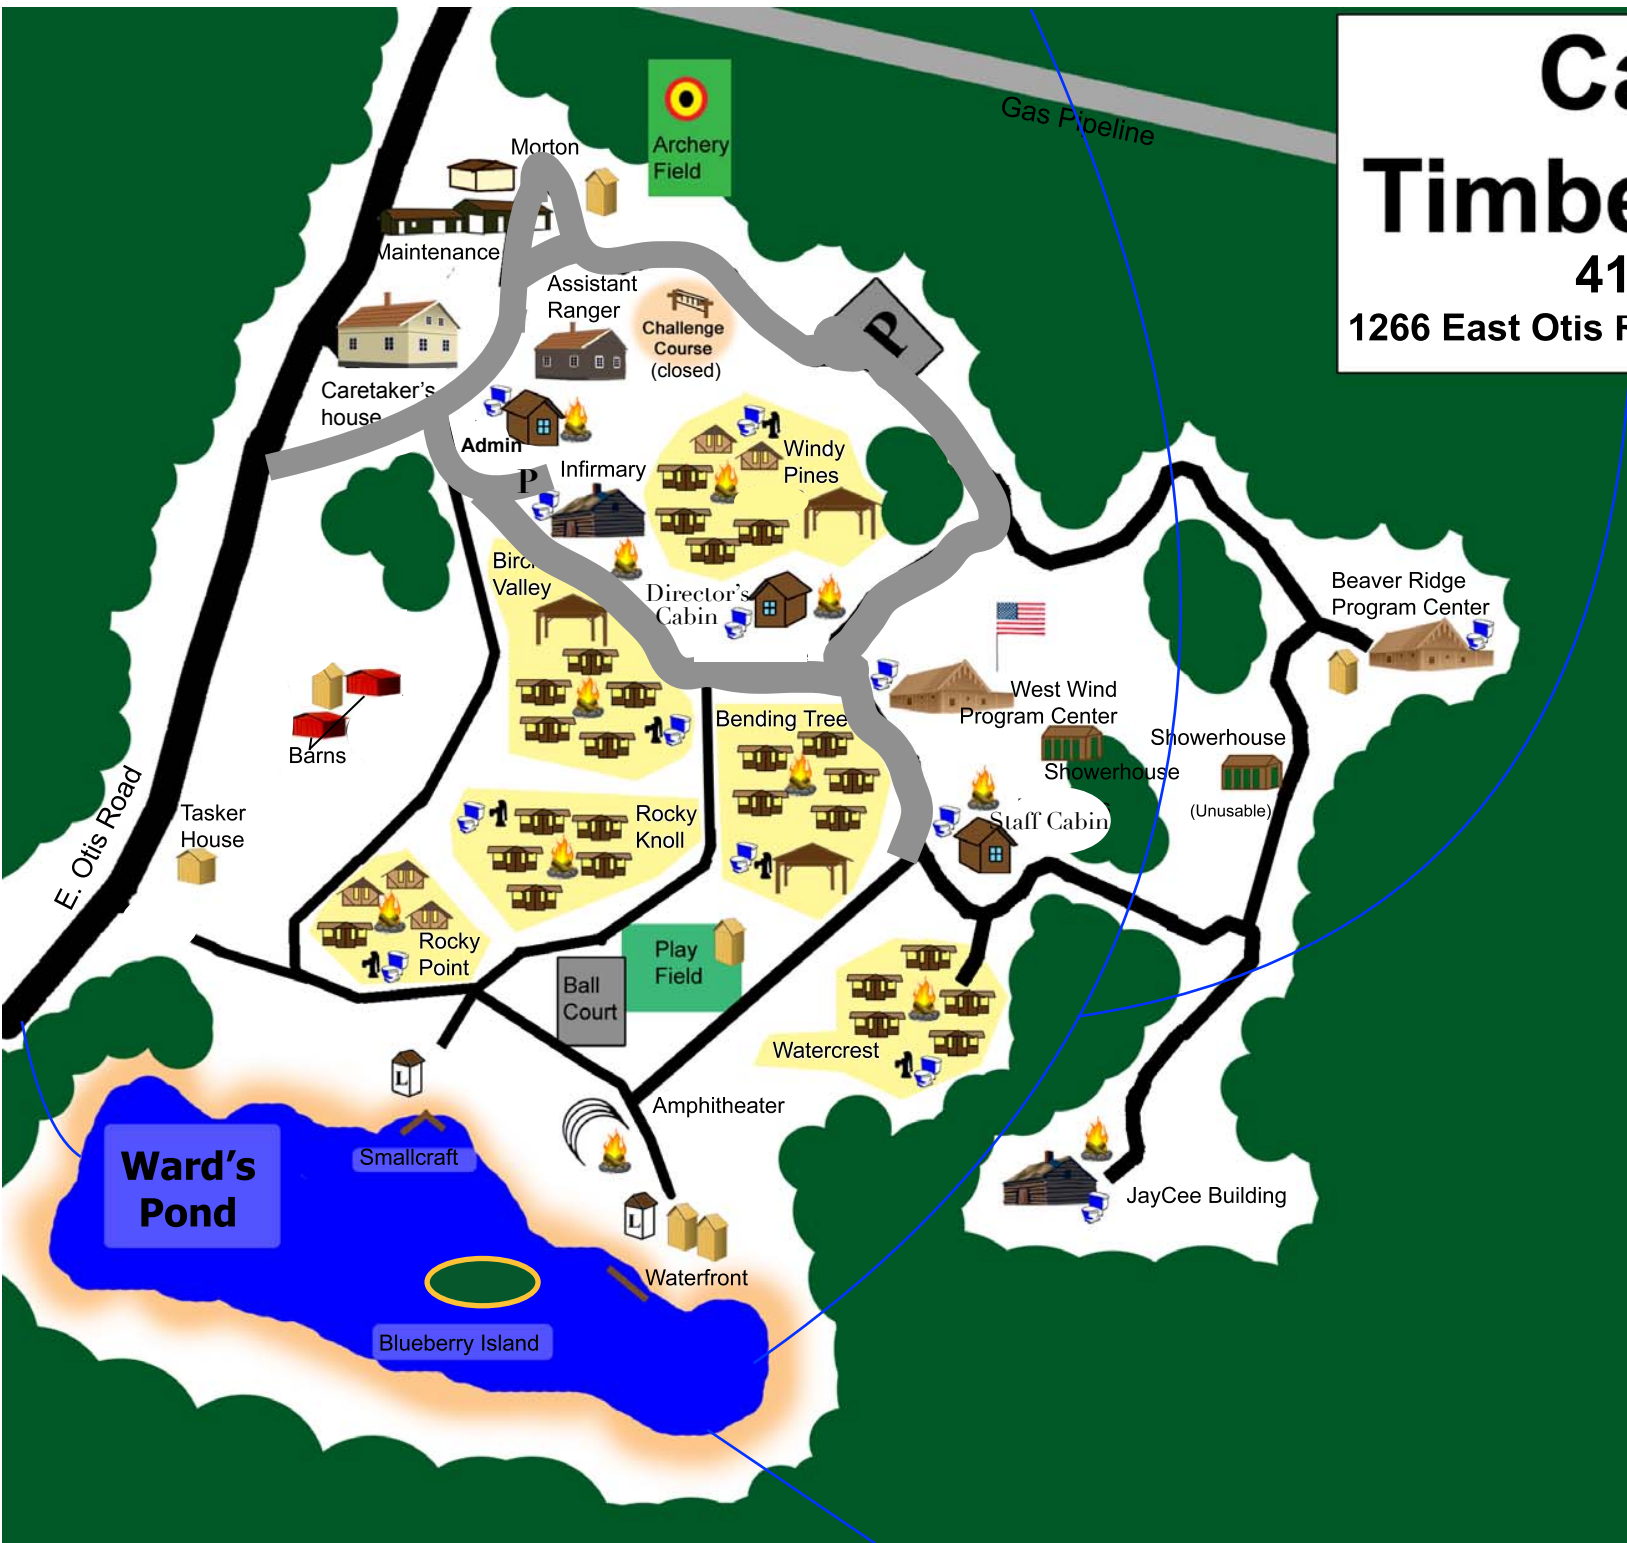 Ca
Timbe
41
1266 East Otis R
Gas Pipeline
Archery
Field
Morton
Maintenance
Assistant
Ranger
Challenge
Course
(closed)
P
Caretaker's
house
Admin
P
Infirmary
Windy
Pines
Birc
Valley
Director's
Cabin
Beaver Ridge
Program Center
West Wind
Program Center
Bending Tree
Showerhouse
Showerhouse
(Unusable)
Barns
E. Otis Road
Tasker
House
Rocky
Knoll
Staff Cabin
Rocky
Point
Play
Field
Ball
Court
Watercrest
L
Amphitheater
Smallcraft
Ward's
Pond
L
JayCee Building
Waterfront
Blueberry Island